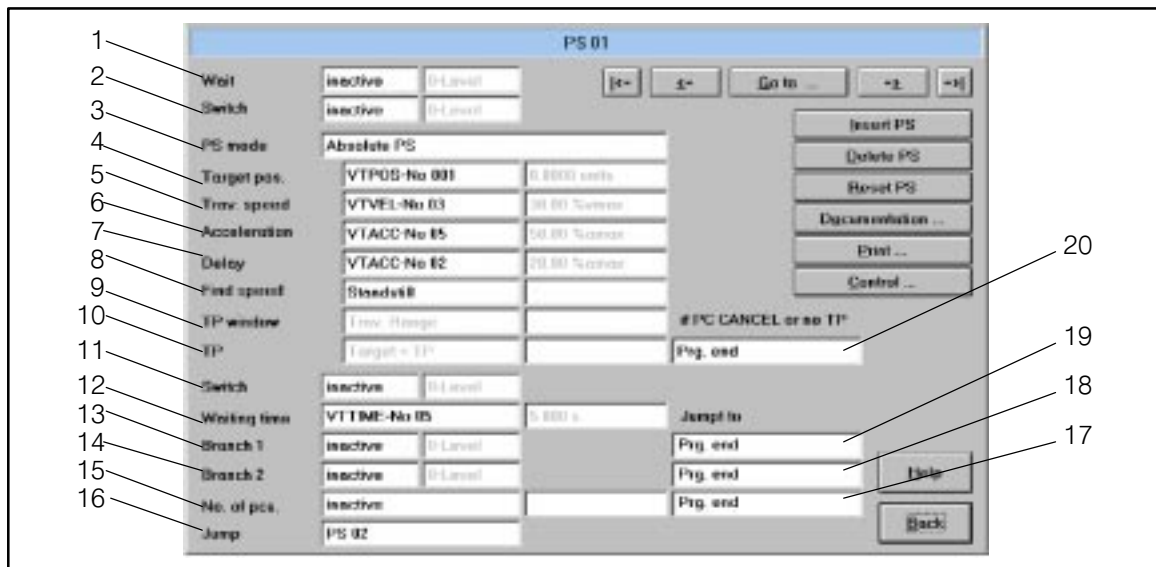 PS 01
1 Wait inactive 0-Level |<- <- Go to ... -> ->|
2 Switch inactive 0-Level Insert PS
3 PS mode Absolute PS Delete PS
4 Target pos. VTPOS-No 001 0.0000 units Reset PS
5 Trav. speed VTVEL-No 03 30.00 %vmax
6 Acceleration VTACC-No 05 50.00 %amax Documentation ...
7 Delay VTACC-No 02 20.00 %amax Print ...
8 Final speed Standstill Control ...
9 TP window Trav. Range if PC CANCEL or no TP 20
10 TP Target = TP Prg. end
11 Switch inactive 0-Level 19
12 Waiting time VTTIME-No 05 5.000 s Jump to 18
13 Branch 1 inactive 0-Level Prg. end 17
14 Branch 2 inactive 0-Level Prg. end Help
15 No. of pcs. inactive Prg. end
16 Jump PS 02 Back